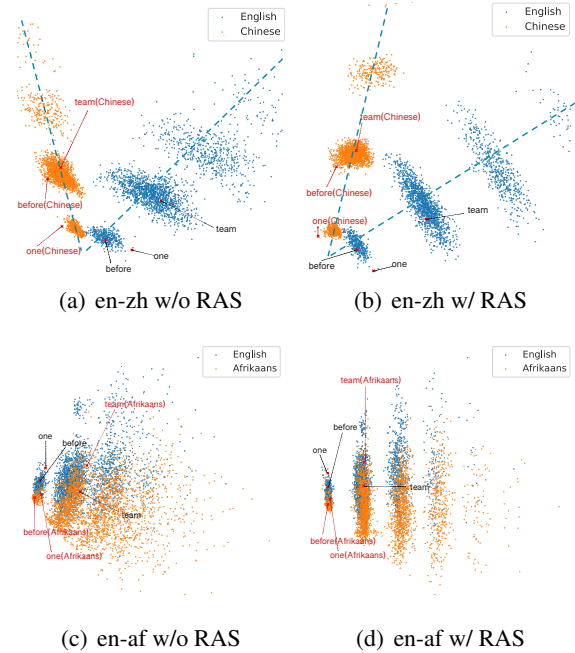 English
Chinese
team(Chinese)
before(Chinese)
one(Chinese)
team
before
one
(a) en-zh w/o RAS
English
Chinese
team(Chinese)
before(Chinese)
one(Chinese)
team
before
one
(b) en-zh w/ RAS
English
Afrikaans
team(Afrikaans)
one
before
team
before(Afrikaans)
one(Afrikaans)
(c) en-af w/o RAS
English
Afrikaans
team(Afrikaans)
before
one
team
before(Afrikaans)
one(Afrikaans)
(d) en-af w/ RAS